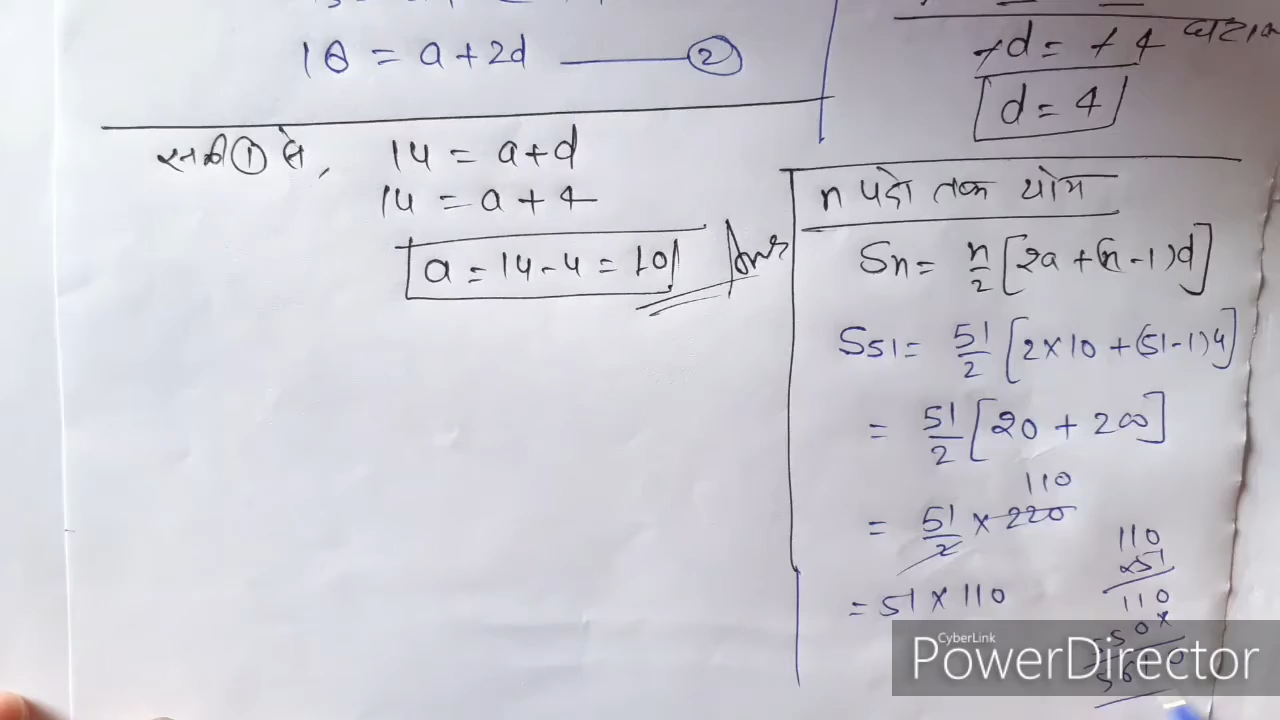 18 = a + 2d ——— ②
समी ① से, 14 = a + d
14 = a + 4
a = 14 - 4 = 10 Ans
+d = +4 घटाने
d = 4
n पदो तक योग
Sn = n/2 [2a + (n - 1)d]
S51 = 51/2 [2 × 10 + (51 - 1)4]
= 51/2 [20 + 200]
110
= 51/2 × 220
= 51 × 110
110
×51
110
CyberLink
PowerDirector